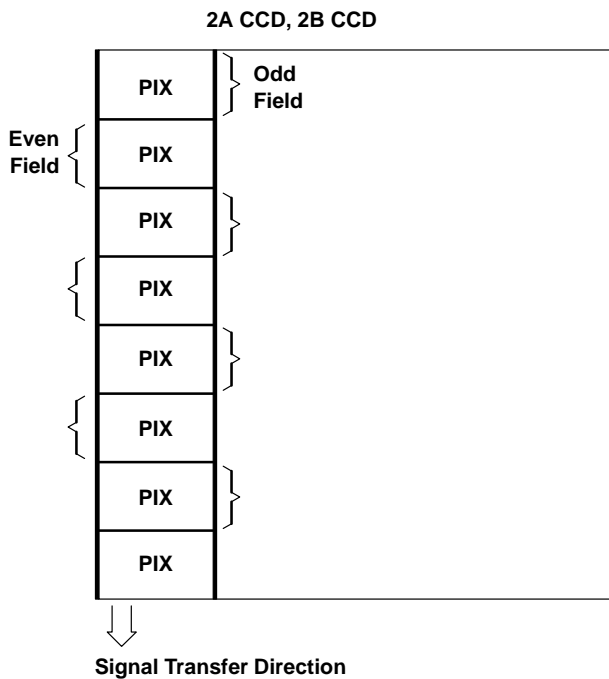 2A CCD, 2B CCD
PIX
Odd
Field
Even
Field
PIX
PIX
PIX
PIX
PIX
PIX
PIX
Signal Transfer Direction